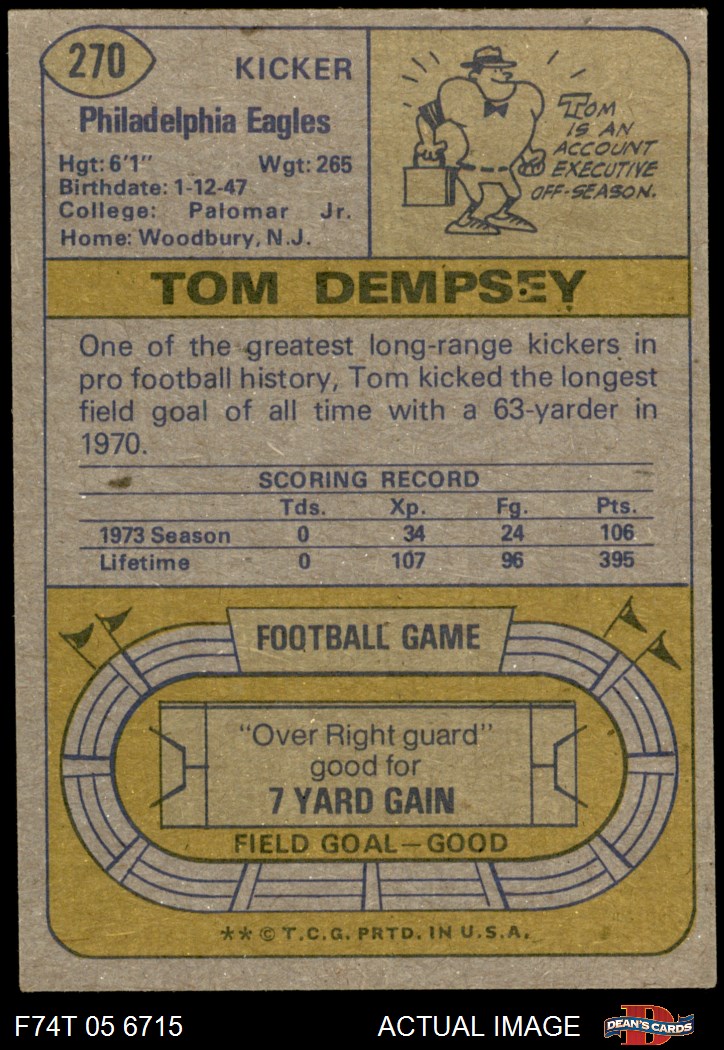 270
KICKER
Philadelphia Eagles
Hgt: 6'1" Wgt: 265
Birthdate: 1-12-47
College: Palomar Jr.
Home: Woodbury, N.J.
TOM
IS AN
ACCOUNT
EXECUTIVE
OFF-SEASON.
TOM DEMPSEY
One of the greatest long-range kickers in
pro football history, Tom kicked the longest
field goal of all time with a 63-yarder in
1970.
SCORING RECORD
Tds. Xp. Fg. Pts.
1973 Season 0 34 24 106
Lifetime 0 107 96 395
FOOTBALL GAME
"Over Right guard"
good for
7 YARD GAIN
FIELD GOAL—GOOD
** © T.C.G. PRTD. IN U.S.A.
F74T 05 6715 ACTUAL IMAGE
D
DEAN'S CARDS